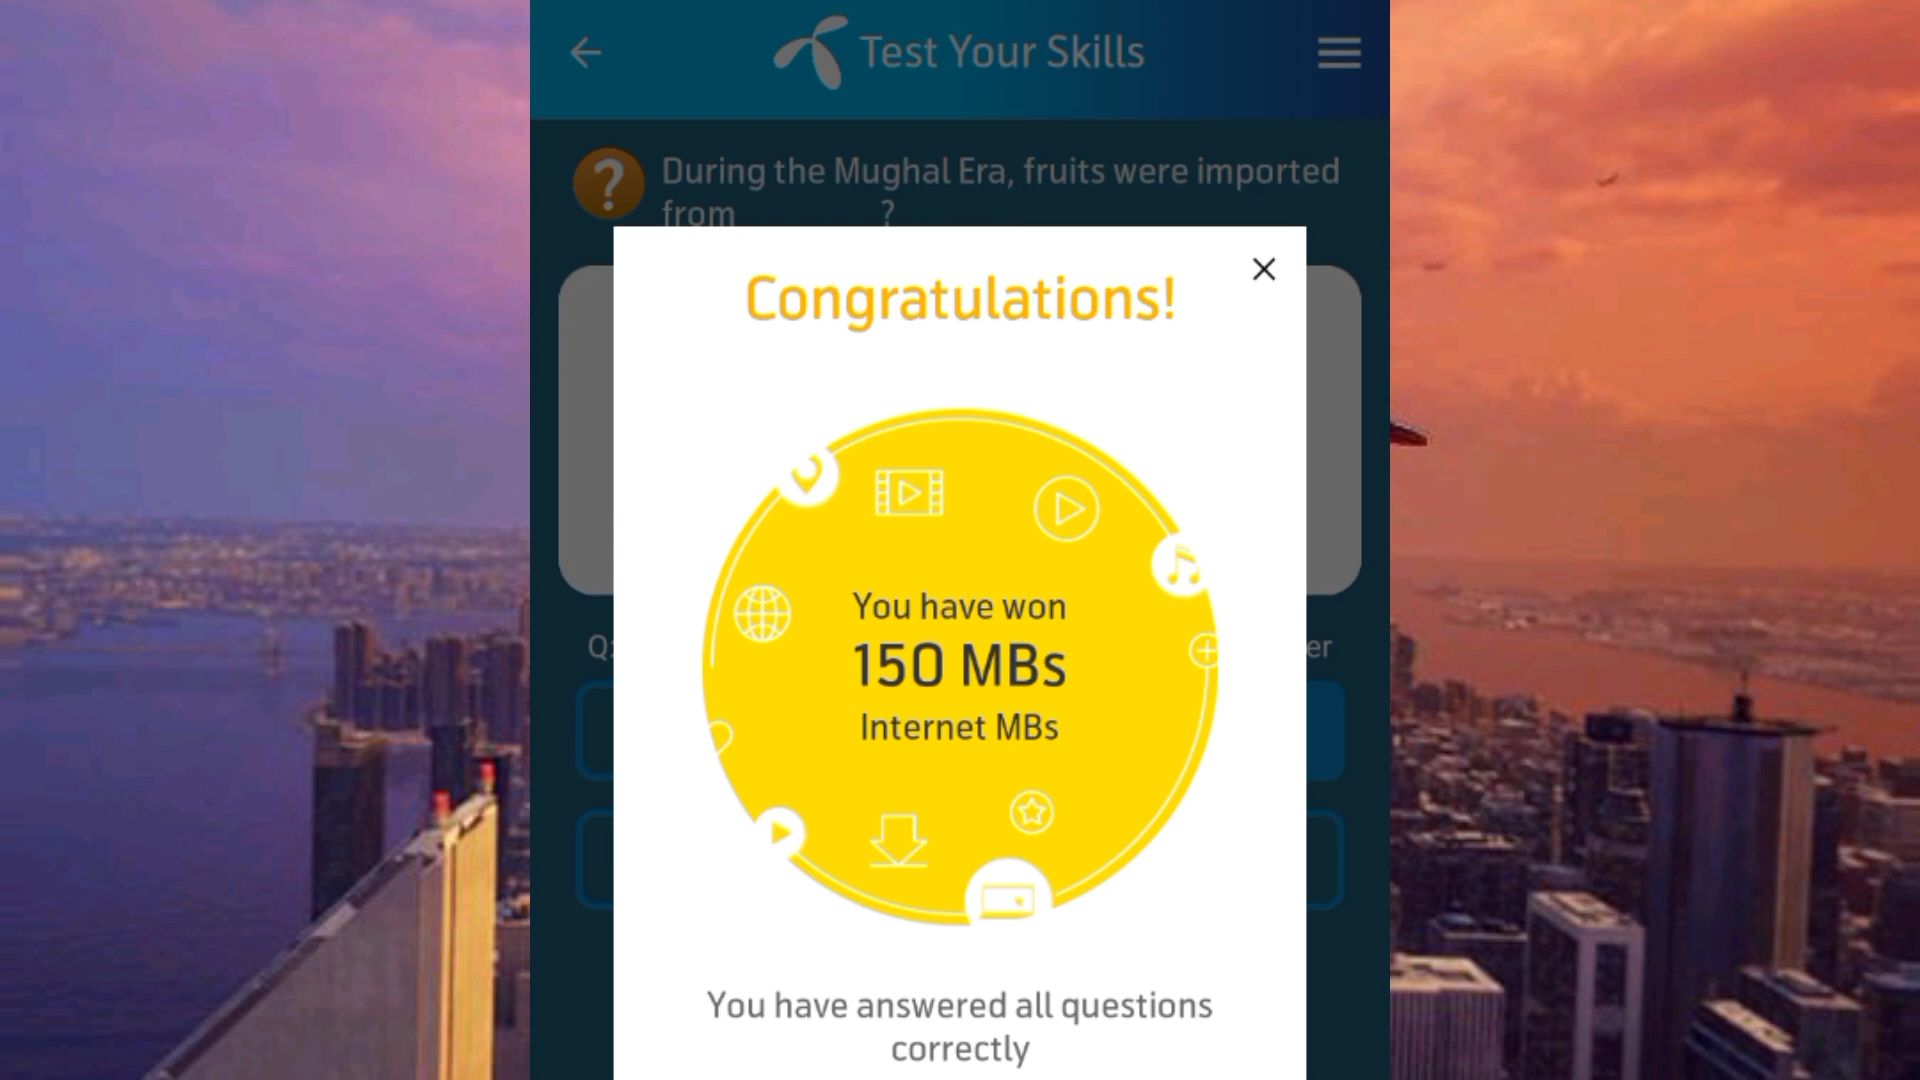 Test Your Skills
During the Mughal Era, fruits were imported
from ?
Congratulations!
You have won
150 MBs
Internet MBs
Q:
er
You have answered all questions
correctly